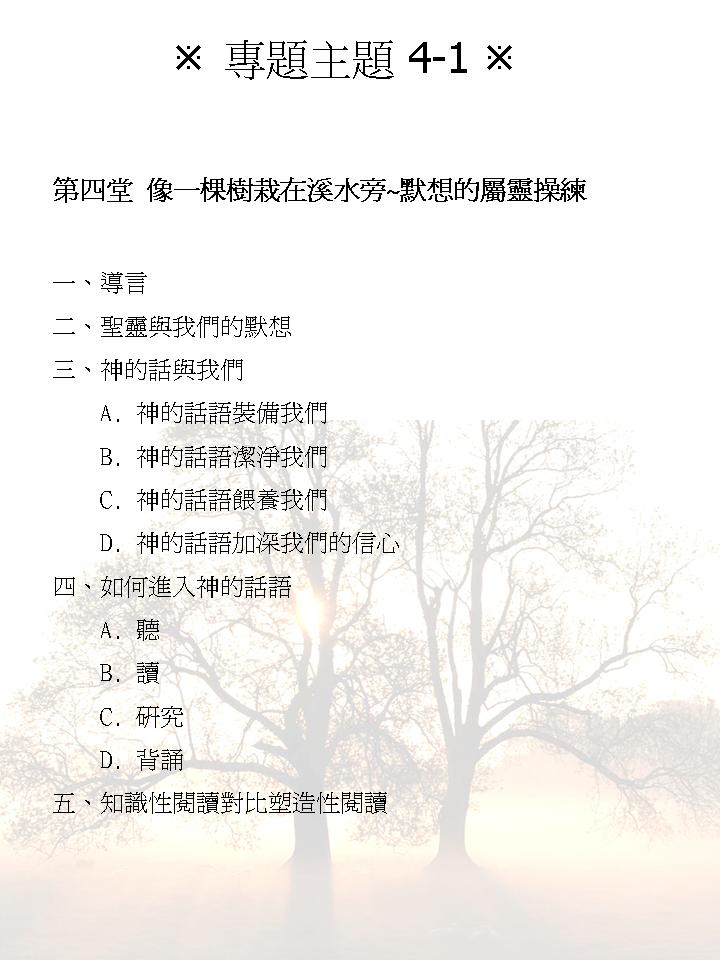 ※ 專題主題 4-1 ※
第四堂 像一棵樹栽在溪水旁~默想的屬靈操練
一、導言
二、聖靈與我們的默想
三、神的話與我們
A. 神的話語裝備我們
B. 神的話語潔淨我們
C. 神的話語餵養我們
D. 神的話語加深我們的信心
四、如何進入神的話語
A. 聽
B. 讀
C. 研究
D. 背誦
五、知識性閱讀對比塑造性閱讀